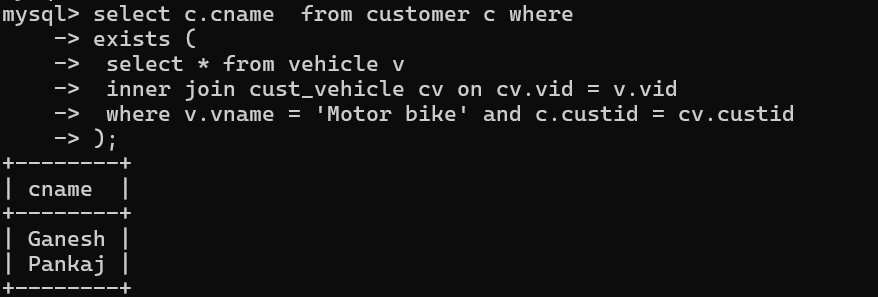 mysql> select c.cname  from customer c where
    -> exists (
    ->  select * from vehicle v
    ->  inner join cust_vehicle cv on cv.vid = v.vid
    ->  where v.vname = 'Motor bike' and c.custid = cv.custid
    -> );
+--------+
| cname  |
+--------+
| Ganesh |
| Pankaj |
+--------+